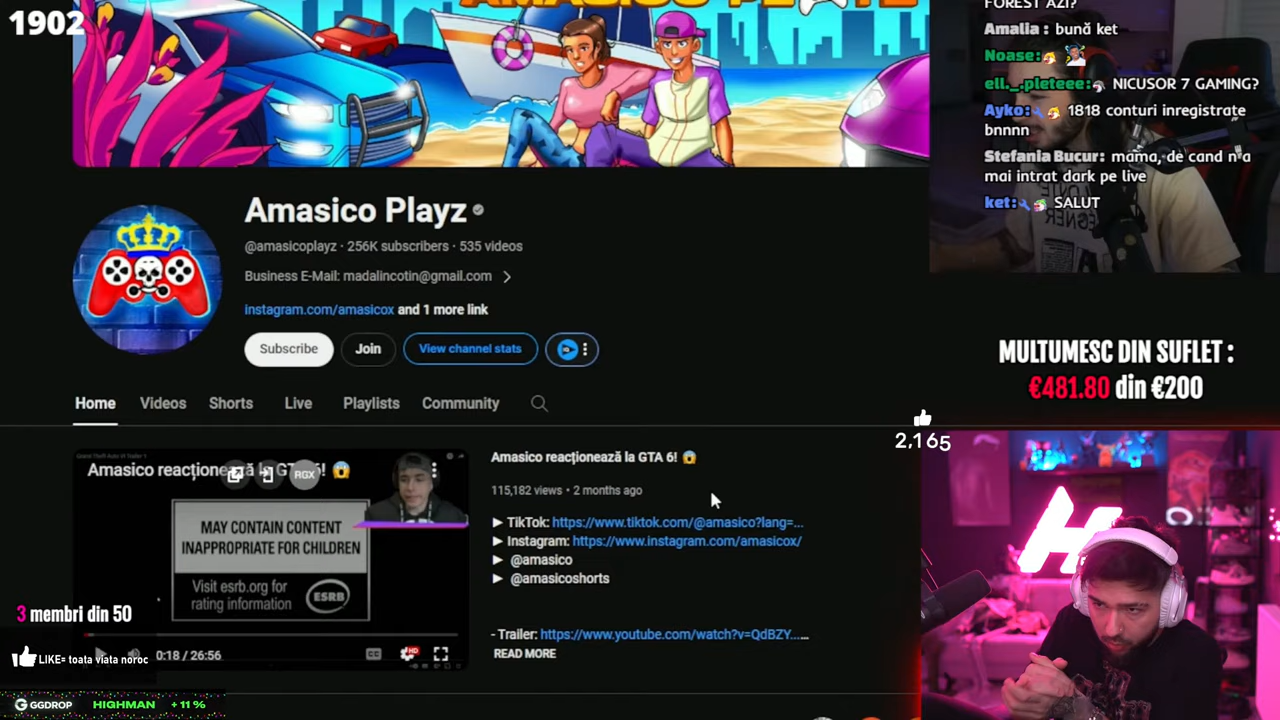 1902
FOREST AZI?
Amalia : bună ket
Noase:
ell._.pleteee: NICUSOR 7 GAMING?
Ayko: 1818 conturi inregistrate
bnnnn
Stefania Bucur: mama, de cand n a
mai intrat dark pe live
ket: SALUT
Amasico Playz
@amasicoplayz · 256K subscribers · 535 videos
Business E-Mail: madalincotin@gmail.com
instagram.com/amasicox and 1 more link
Subscribe
Join
View channel stats
MULTUMESC DIN SUFLET :
€481.80 din €200
Home
Videos
Shorts
Live
Playlists
Community
2,165
Amasico reacționează la GTA 6! 😱
RGX
MAY CONTAIN CONTENT
INAPPROPRIATE FOR CHILDREN
Visit esrb.org for
rating information
ESRB
0:18 / 26:56
CC
HD
Amasico reacționează la GTA 6! 😱
115,182 views • 2 months ago
► TikTok: https://www.tiktok.com/@amasico?lang=...
► Instagram: https://www.instagram.com/amasicox/
► @amasico
► @amasicoshorts
- Trailer: https://www.youtube.com/watch?v=QdBZY......
READ MORE
3 membri din 50
LIKE= toata viata noroc
GGDROP
HIGHMAN
+11%